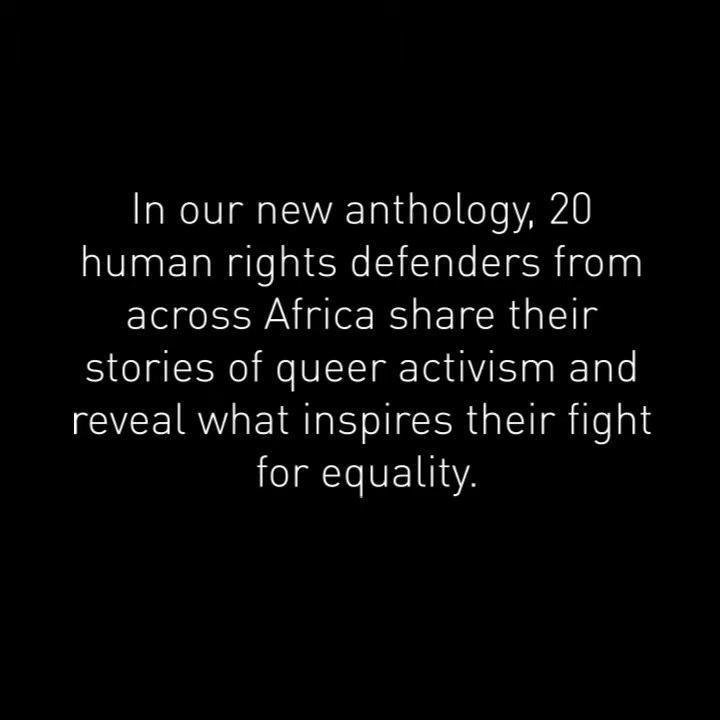 In our new anthology, 20
human rights defenders from
across Africa share their
stories of queer activism and
reveal what inspires their fight
for equality.